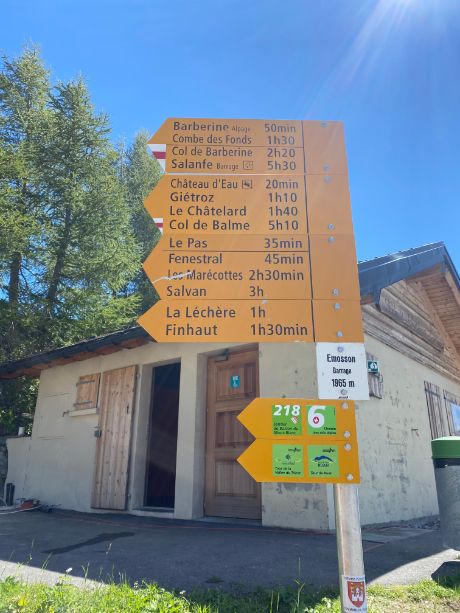 Barberine Alpage 50min
Combe des Fonds 1h30
Col de Barberine 2h20
Salanfe Barrage 5h30
Château d'Eau 20min
Giétroz 1h10
Le Châtelard 1h40
Col de Balme 5h10
Le Pas 35min
Fenestral 45min
Les Marécottes 2h30min
Salvan 3h
La Léchère 1h
Finhaut 1h30min
Emosson
Barrage
1965 m
218 6